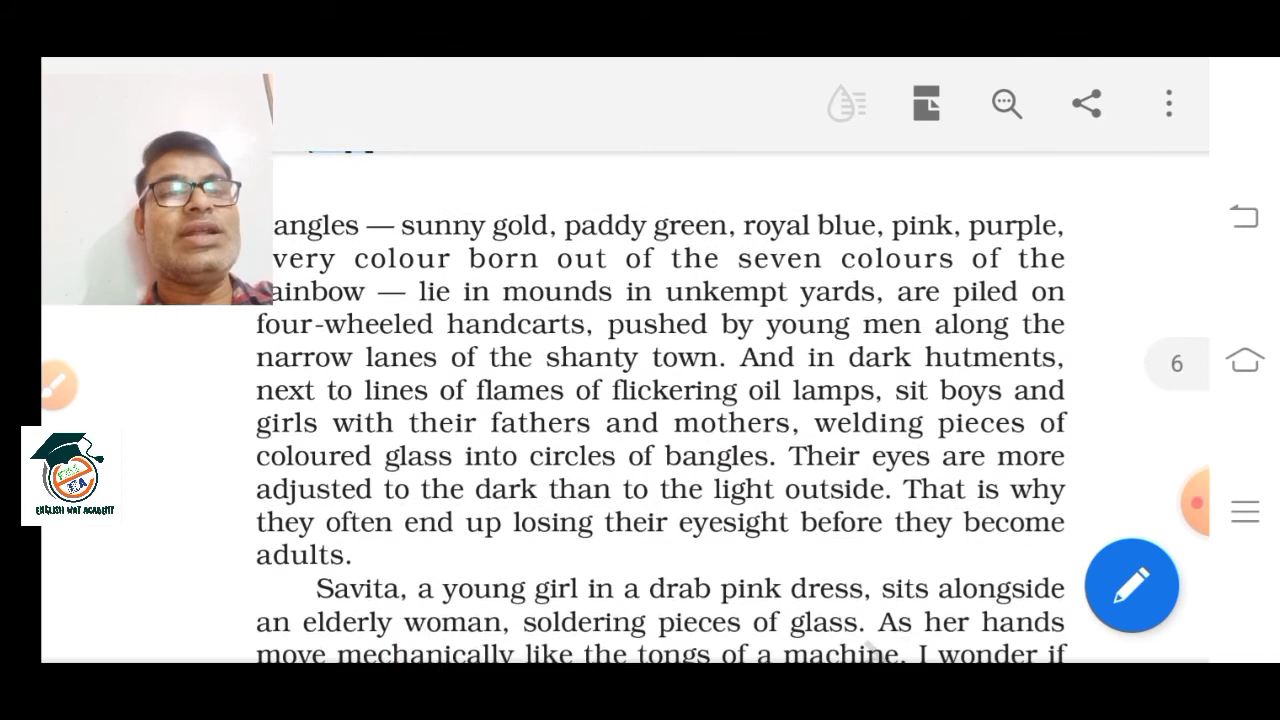 angles — sunny gold, paddy green, royal blue, pink, purple,
very colour born out of the seven colours of the
ainbow — lie in mounds in unkempt yards, are piled on
four-wheeled handcarts, pushed by young men along the
narrow lanes of the shanty town. And in dark hutments,
next to lines of flames of flickering oil lamps, sit boys and
girls with their fathers and mothers, welding pieces of
coloured glass into circles of bangles. Their eyes are more
adjusted to the dark than to the light outside. That is why
they often end up losing their eyesight before they become
adults.
Savita, a young girl in a drab pink dress, sits alongside
an elderly woman, soldering pieces of glass. As her hands
move mechanically like the tongs of a machine, I wonder if
6
ENGLISH WAY ACADEMY